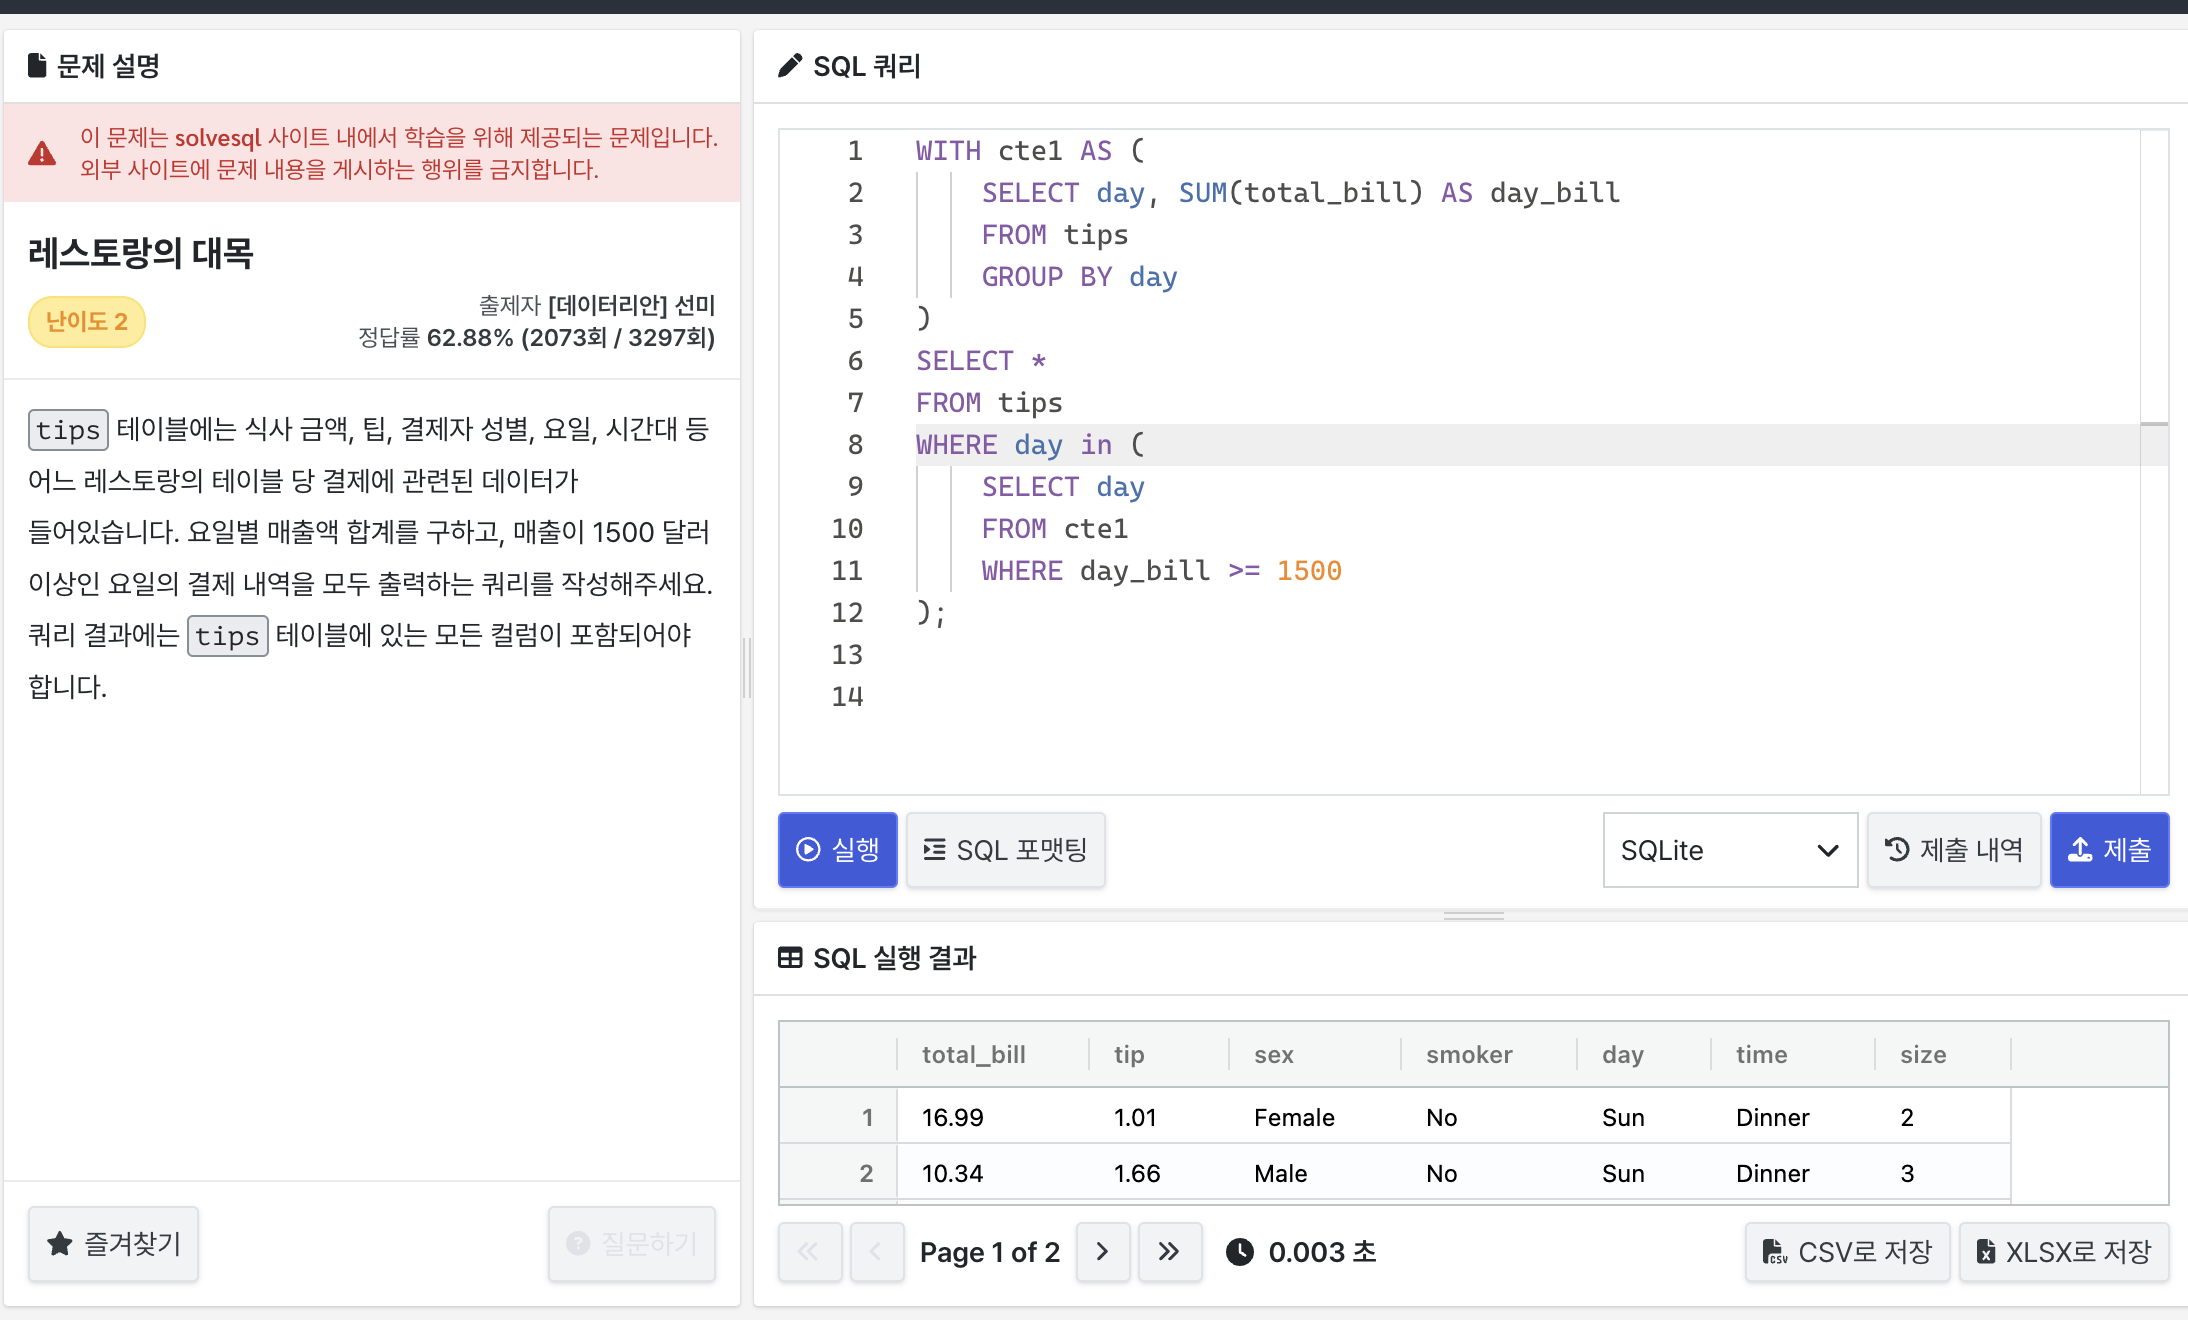 문제 설명
이 문제는 solvesql 사이트 내에서 학습을 위해 제공되는 문제입니다.
외부 사이트에 문제 내용을 게시하는 행위를 금지합니다.
레스토랑의 대목
난이도 2
출제자 [데이터리안] 선미
정답률 62.88% (2073회 / 3297회)
tips 테이블에는 식사 금액, 팁, 결제자 성별, 요일, 시간대 등
어느 레스토랑의 테이블 당 결제에 관련된 데이터가
들어있습니다. 요일별 매출액 합계를 구하고, 매출이 1500 달러
이상인 요일의 결제 내역을 모두 출력하는 쿼리를 작성해주세요.
쿼리 결과에는 tips 테이블에 있는 모든 컬럼이 포함되어야
합니다.
즐겨찾기
질문하기
SQL 쿼리
1 WITH cte1 AS (
2 SELECT day, SUM(total_bill) AS day_bill
3 FROM tips
4 GROUP BY day
5 )
6 SELECT *
7 FROM tips
8 WHERE day in (
9 SELECT day
10 FROM cte1
11 WHERE day_bill >= 1500
12 );
13
14
실행 SQL 포맷팅 SQLite 제출 내역 제출
SQL 실행 결과
total_bill tip sex smoker day time size
1 16.99 1.01 Female No Sun Dinner 2
2 10.34 1.66 Male No Sun Dinner 3
Page 1 of 2 0.003 초 CSV로 저장 XLSX로 저장